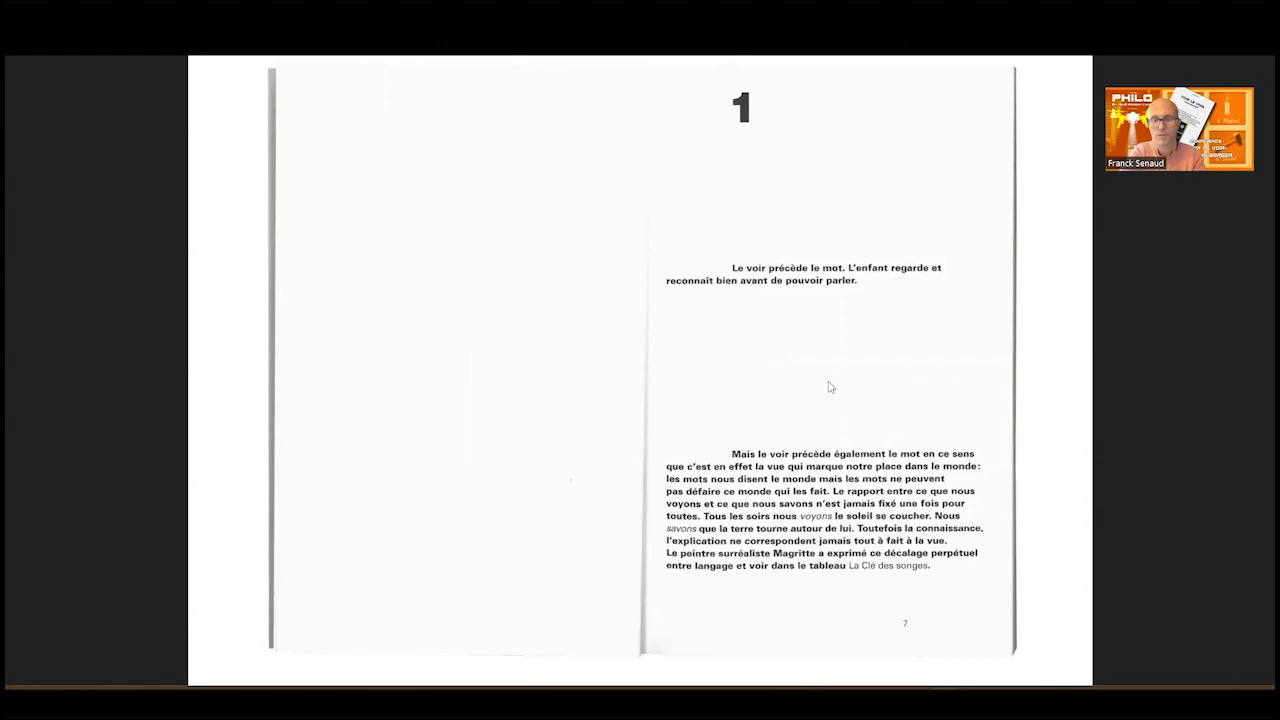 1
Le voir précède le mot. L’enfant regarde et
reconnaît bien avant de pouvoir parler.
Mais le voir précède également le mot en ce sens
que c’est en effet la vue qui marque notre place dans le monde:
les mots nous disent le monde mais les mots ne peuvent
pas défaire ce monde qui les fait. Le rapport entre ce que nous
voyons et ce que nous savons n’est jamais fixé une fois pour
toutes. Tous les soirs nous voyons le soleil se coucher. Nous
savons que la terre tourne autour de lui. Toutefois la connaissance,
l’explication ne correspondent jamais tout à fait à la vue.
Le peintre surréaliste Magritte a exprimé ce décalage perpétuel
entre langage et voir dans le tableau La Clé des songes.
7
PHILO
VOIR LE VOIR
Franck Senaud